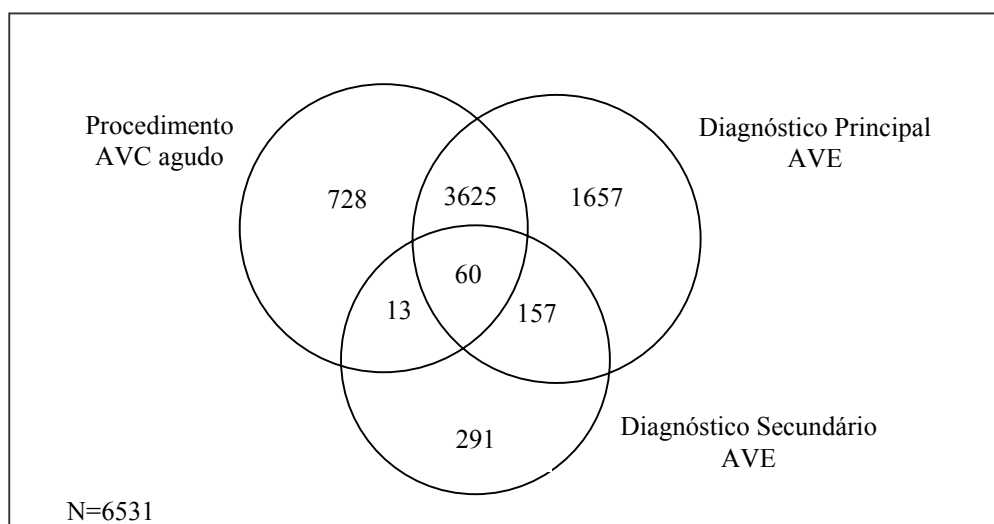 Procedimento
AVC agudo
Diagnóstico Principal
AVE
728
3625
1657
60
13
157
291
Diagnóstico Secundário
AVE
N=6531